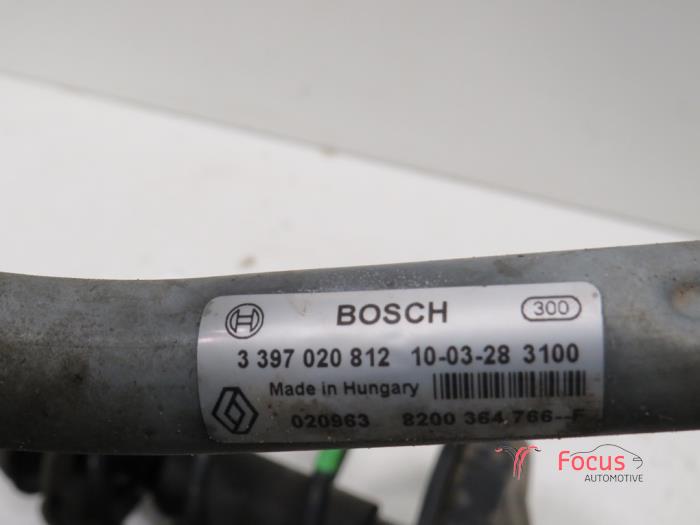 BOSCH 300
3 397 020 812 10-03-28 3100
Made in Hungary
020963 8200 364 766--F
Focus
AUTOMOTIVE